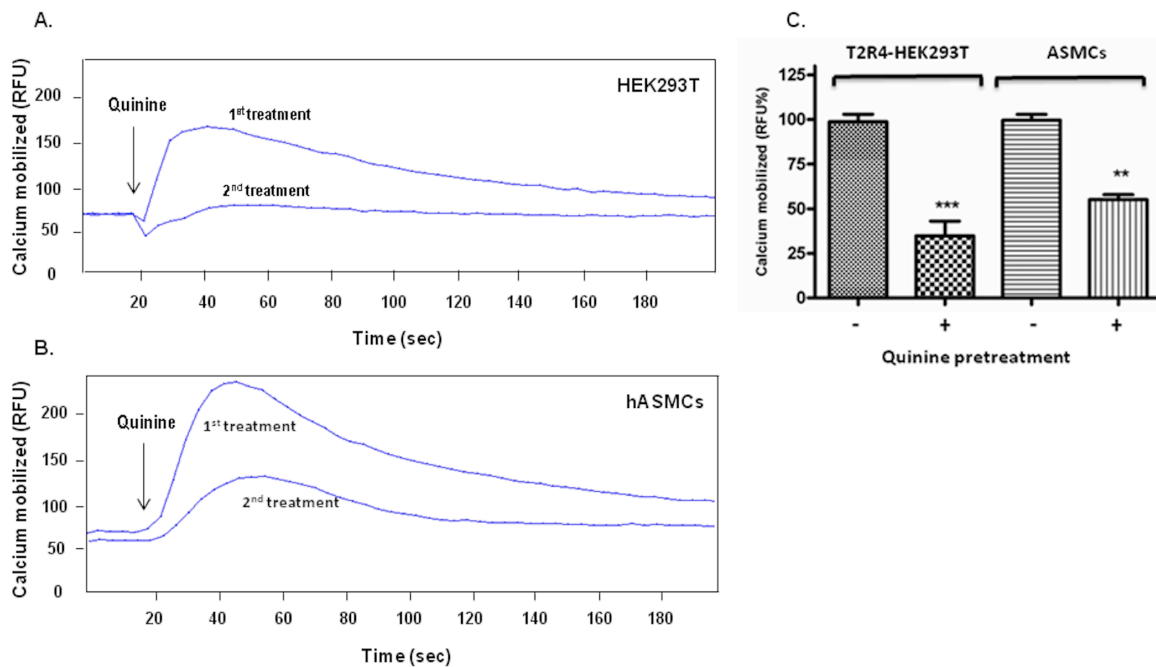 A.
HEK293T
Quinine
1st treatment
2nd treatment
200
150
100
50
0
Calcium mobilized (RFU)
20 40 60 80 100 120 140 160 180
Time (sec)
B.
hASMCs
Quinine
1st treatment
2nd treatment
200
150
100
50
0
Calcium mobilized (RFU)
20 40 60 80 100 120 140 160 180
Time (sec)
C.
T2R4-HEK293T ASMCs
125
100
75
50
25
0
Calcium mobilized (RFU%)
***
**
- + - +
Quinine pretreatment